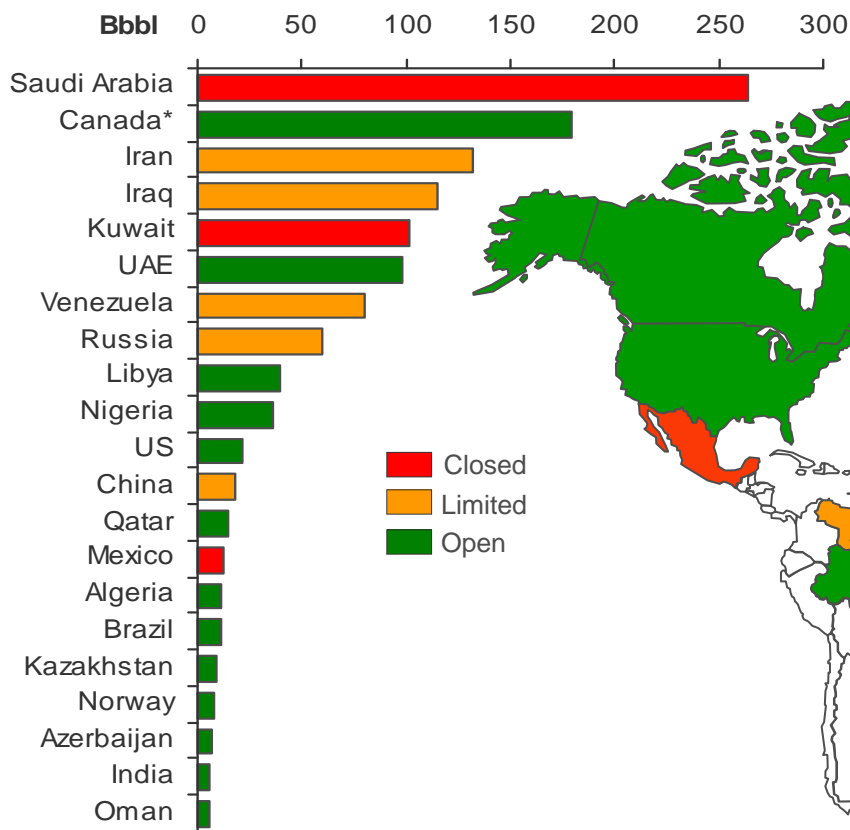 Bbbl 0 50 100 150 200 250 300
Saudi Arabia
Canada*
Iran
Iraq
Kuwait
UAE
Venezuela
Russia
Libya
Nigeria
US
China
Qatar
Mexico
Algeria
Brazil
Kazakhstan
Norway
Azerbaijan
India
Oman
Closed
Limited
Open